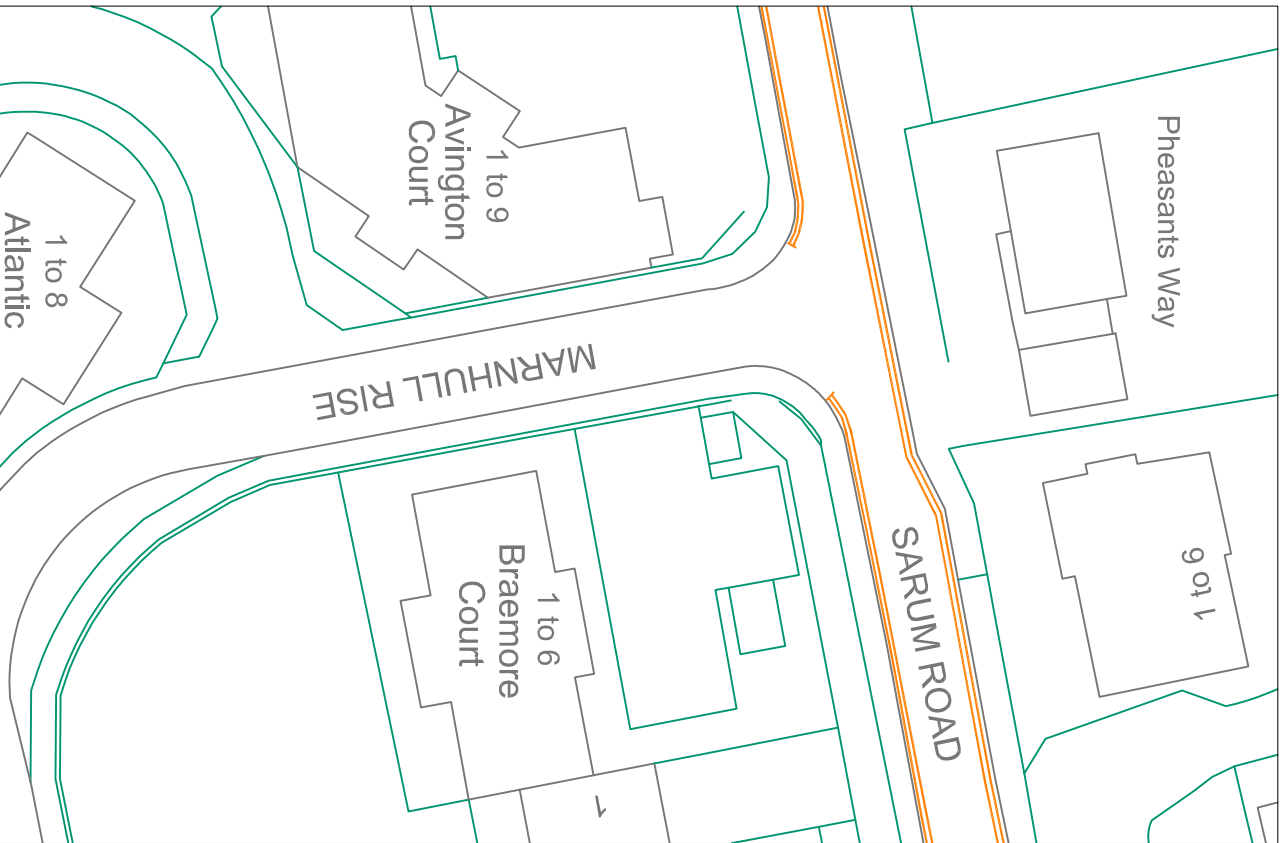 Pheasants Way
1 to 9
Avington
Court
1 to 8
Atlantic
MARNHULL RISE
SARUM ROAD
1 to 6
1 to 6
Braemore
Court
1